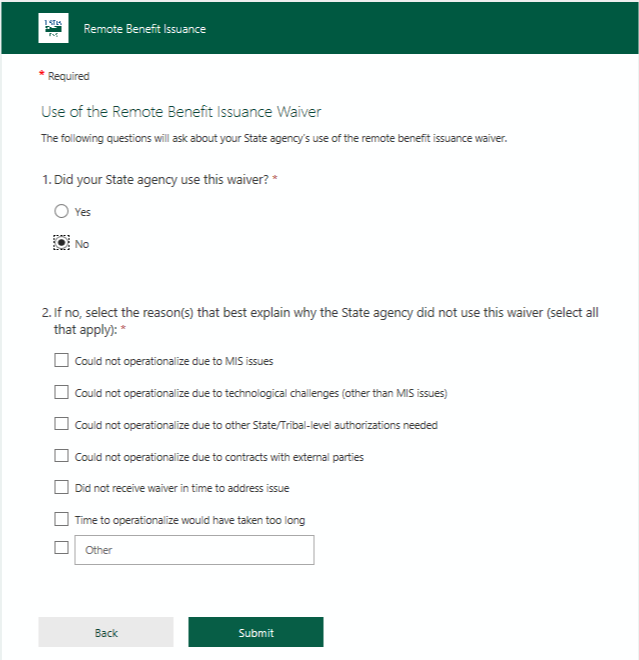 Remote Benefit Issuance
* Required
Use of the Remote Benefit Issuance Waiver
The following questions will ask about your State agency's use of the remote benefit issuance waiver.
1. Did your State agency use this waiver? *
Yes
No
2. If no, select the reason(s) that best explain why the State agency did not use this waiver (select all
that apply): *
Could not operationalize due to MIS issues
Could not operationalize due to technological challenges (other than MIS issues)
Could not operationalize due to other State/Tribal-level authorizations needed
Could not operationalize due to contracts with external parties
Did not receive waiver in time to address issue
Time to operationalize would have taken too long
Other
Back
Submit